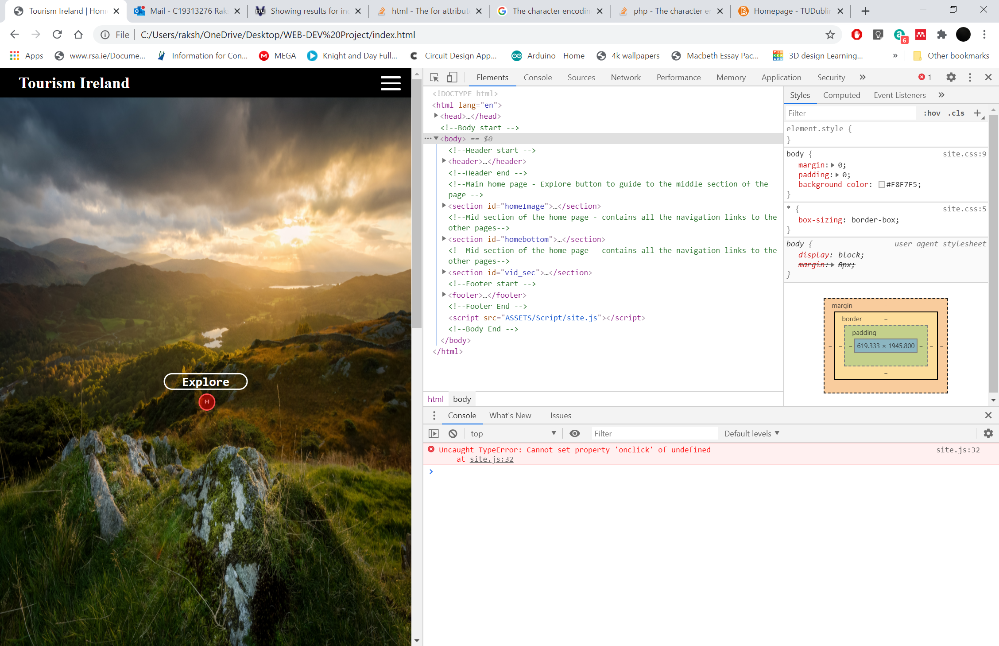 Tourism Ireland | Hom
Mail - C19313276 Rak
Showing results for in
html - The for attribut
The character encodin
php - The character e
Homepage - TUDublin
File
C:/Users/raksh/OneDrive/Desktop/WEB-DEV%20Project/index.html
6
Apps
www.rsa.ie/Docume...
Information for Con...
MEGA
Knight and Day Full...
Circuit Design App...
Arduino - Home
4k wallpapers
Macbeth Essay Pac...
3D design Learning...
»
Other bookmarks
Tourism Ireland
Explore
Elements
Console
Sources
Network
Performance
Memory
Application
Security
»
1
<!DOCTYPE html>
<html lang="en">
<head>…</head>
<!--Body start -->
<body> == $0
<!--Header start -->
<header>…</header>
<!--Header end -->
<!--Main home page - Explore button to guide to the middle section of the
page -->
<section id="homeImage">…</section>
<!--Mid section of the home page - contains all the navigation links to the
other pages-->
<section id="homebottom">…</section>
<!--Mid section of the home page - contains all the navigation links to the
other pages-->
<section id="vid_sec">…</section>
<!--Footer start -->
<footer>…</footer>
<!--Footer End -->
<script src="ASSETS/Script/site.js"></script>
<!--Body End -->
</body>
</html>
html
body
Styles
Computed
Event Listeners
»
Filter
:hov
.cls
element.style {
}
body {
site.css:9
margin: 0;
padding: 0;
background-color: #F8F7F5;
}
* {
site.css:5
box-sizing: border-box;
}
body {
user agent stylesheet
display: block;
margin: 8px;
}
margin –
border –
padding –
– – – 619.333 × 1945.800 – – –
–
–
–
Console
What's New
Issues
top
Filter
Default levels
Uncaught TypeError: Cannot set property 'onclick' of undefined
site.js:32
at site.js:32